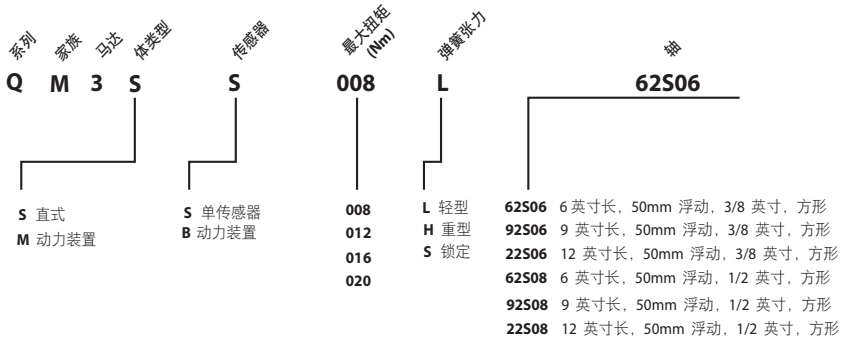 系列 家族 马达 体类型 传感器 最大扭矩 (Nm) 弹簧张力 轴
Q M 3 S S 008 L 62S06
S 直式
M 动力装置
S 单传感器
B 动力装置
008
012
016
020
L 轻型
H 重型
S 锁定
62S06 6 英寸长，50mm 浮动，3/8 英寸，方形
92S06 9 英寸长，50mm 浮动，3/8 英寸，方形
22S06 12 英寸长，50mm 浮动，3/8 英寸，方形
62S08 6 英寸长，50mm 浮动，1/2 英寸，方形
92S08 9 英寸长，50mm 浮动，1/2 英寸，方形
22S08 12 英寸长，50mm 浮动，1/2 英寸，方形